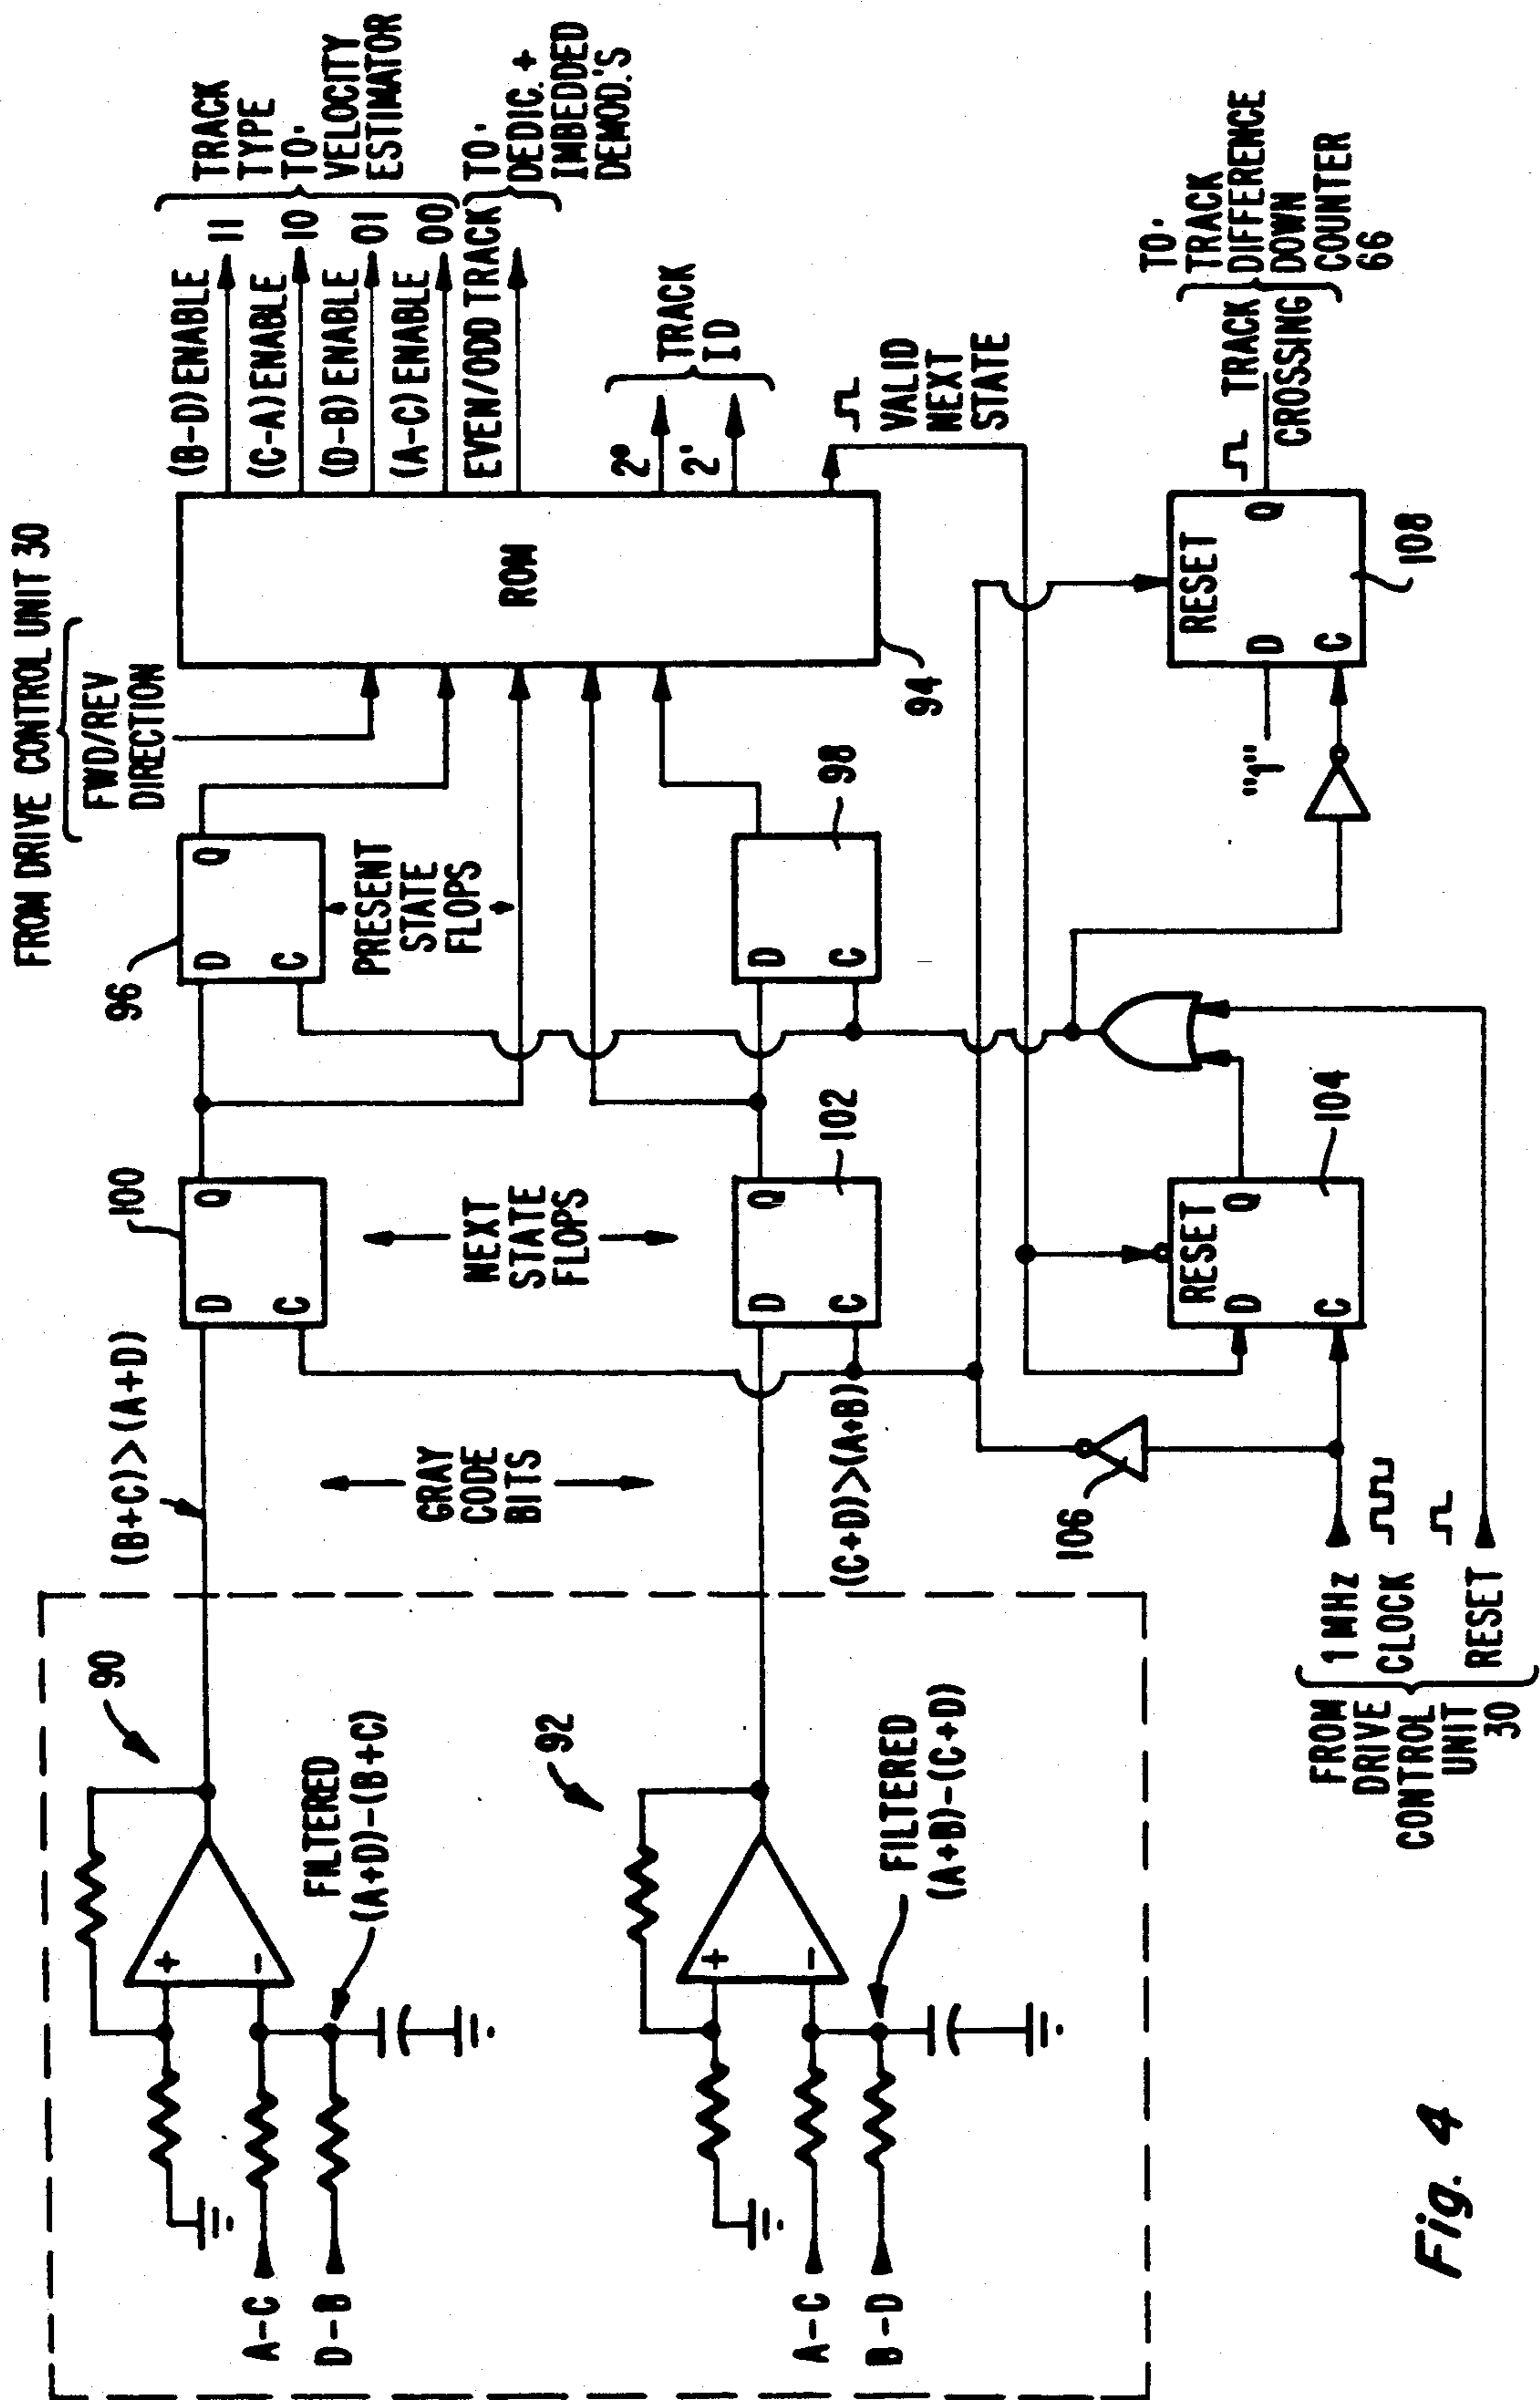 FROM DRIVE CONTROL UNIT 30
FWD/REV
DIRECTION
90
A-C
D-B
+
-
FILTERED
(A+D)-(B+C)
(B+C)>(A+D)
100
D
Q
C
96
D
Q
C
PRESENT
STATE
FLOPS
ROM
94
(B-D) ENABLE
11
(C-A) ENABLE
10
(D-B) ENABLE
01
(A-C) ENABLE
00
TRACK
TYPE
TO·
VELOCITY
ESTIMATOR
EVEN/ODD TRACK
TO·
DEDIC. +
IMBEDDED
DEMOD.'S
2⁰
2¹
TRACK
ID
VALID
NEXT
STATE
GRAY
CODE
BITS
NEXT
STATE
FLOPS
92
A-C
B-D
+
-
FILTERED
(A+B)-(C+D)
(C+D)>(A+B)
102
D
Q
C
98
D
C
106
FROM
DRIVE
CONTROL
UNIT
30
1 MHz
CLOCK
RESET
RESET
D
Q
C
104
"1"
RESET
D
Q
C
108
TRACK
CROSSING
TO·
TRACK
DIFFERENCE
DOWN
COUNTER
66
Fig. 4